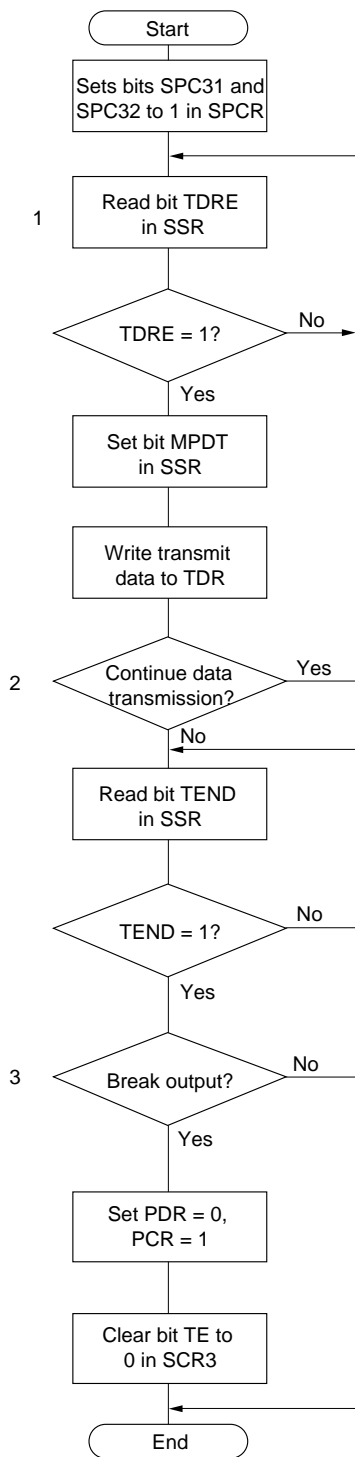 Start
Sets bits SPC31 and
SPC32 to 1 in SPCR
1
Read bit TDRE
in SSR
TDRE = 1?
No
Yes
Set bit MPDT
in SSR
Write transmit
data to TDR
2
Continue data
transmission?
Yes
No
Read bit TEND
in SSR
TEND = 1?
No
Yes
3
Break output?
No
Yes
Set PDR = 0,
PCR = 1
Clear bit TE to
0 in SCR3
End